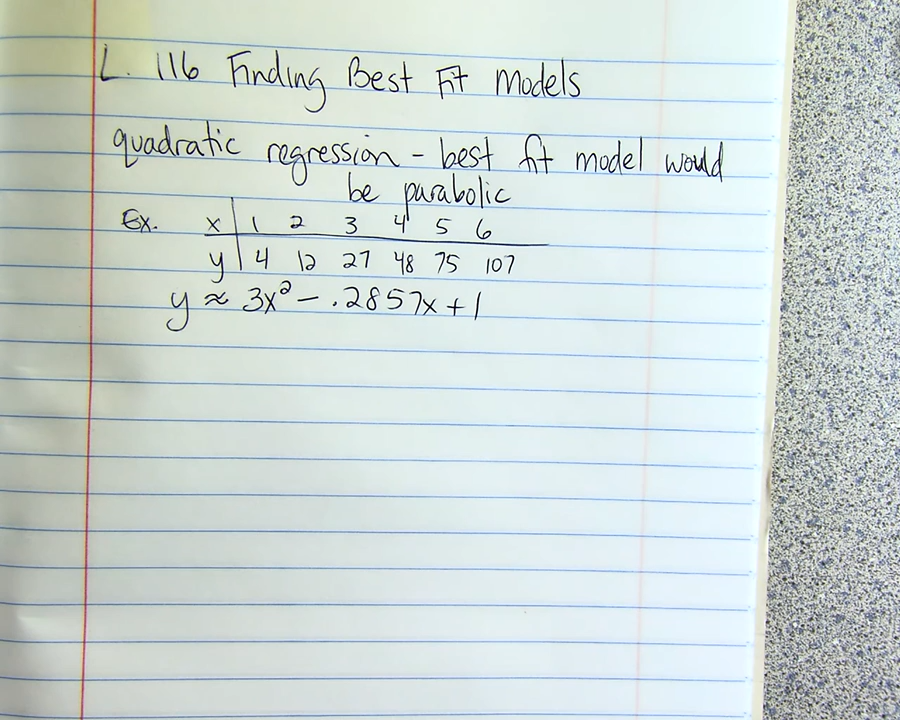 L. 116 Finding Best Fit Models
quadratic regression - best fit model would
be parabolic
Ex. x | 1 2 3 4 5 6
y | 4 12 27 48 75 107
y ≈ 3x² - .2857x + 1